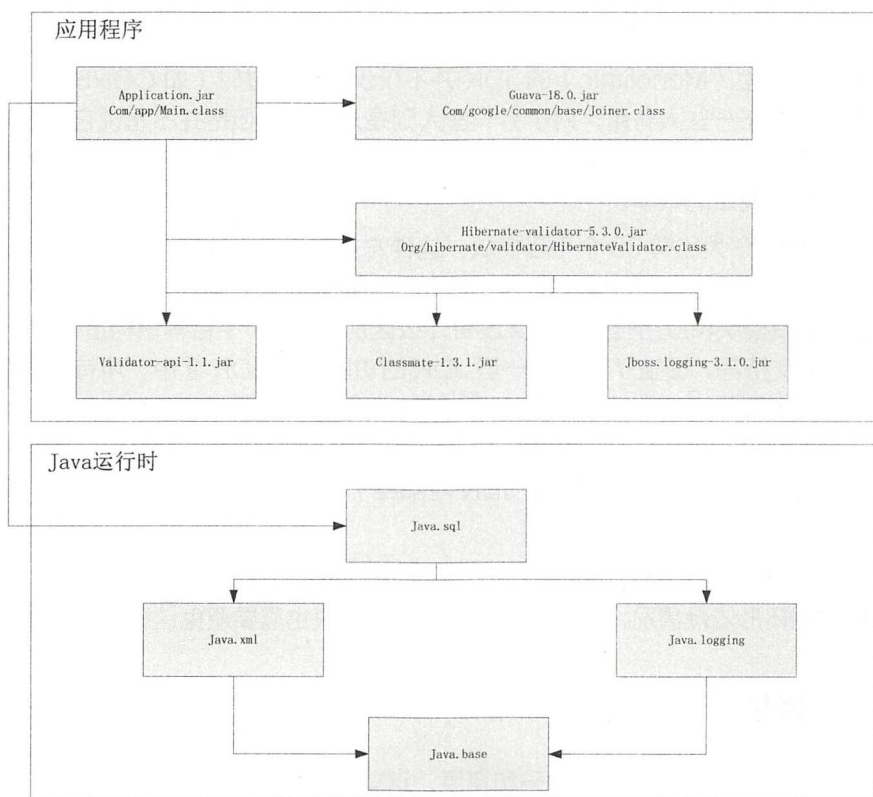 应用程序
Application.jar
Com/app/Main.class
Guava-18.0.jar
Com/google/common/base/Joiner.class
Hibernate-validator-5.3.0.jar
Org/hibernate/validator/HibernateValidator.class
Validator-api-1.1.jar
Classmate-1.3.1.jar
Jboss.logging-3.1.0.jar
Java运行时
Java.sql
Java.xml
Java.logging
Java.base